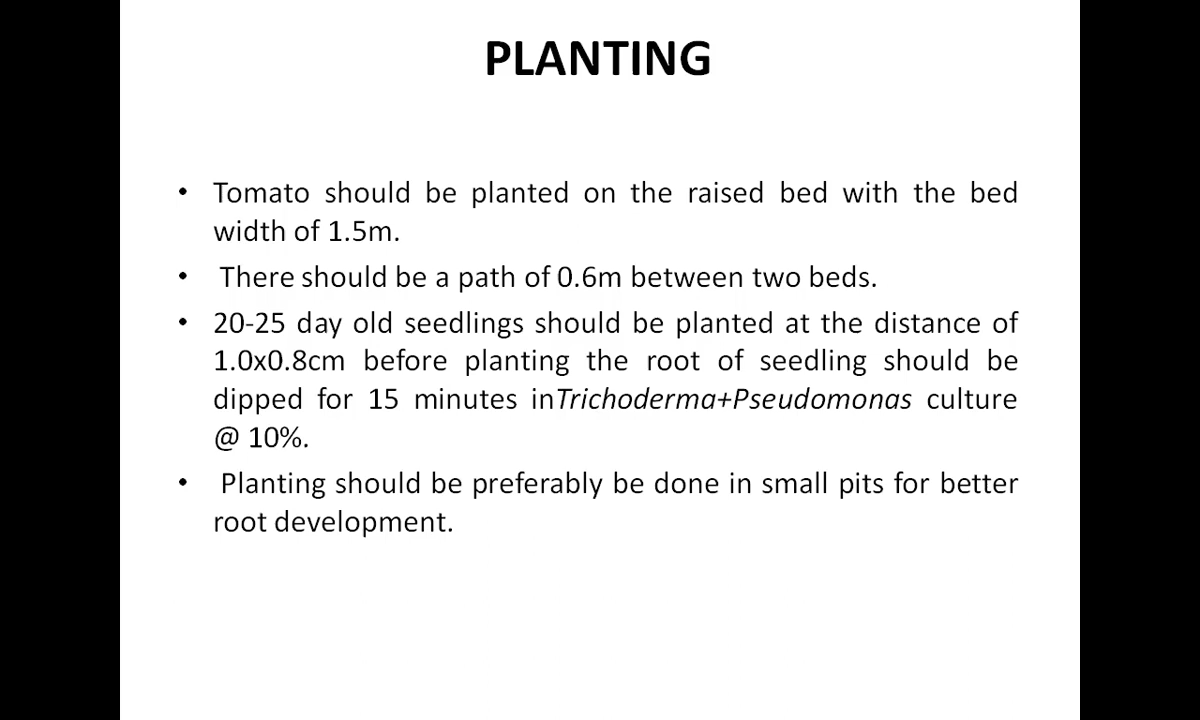 PLANTING
• Tomato should be planted on the raised bed with the bed
width of 1.5m.
• There should be a path of 0.6m between two beds.
• 20-25 day old seedlings should be planted at the distance of
1.0x0.8cm before planting the root of seedling should be
dipped for 15 minutes inTrichoderma+Pseudomonas culture
@ 10%.
• Planting should be preferably be done in small pits for better
root development.